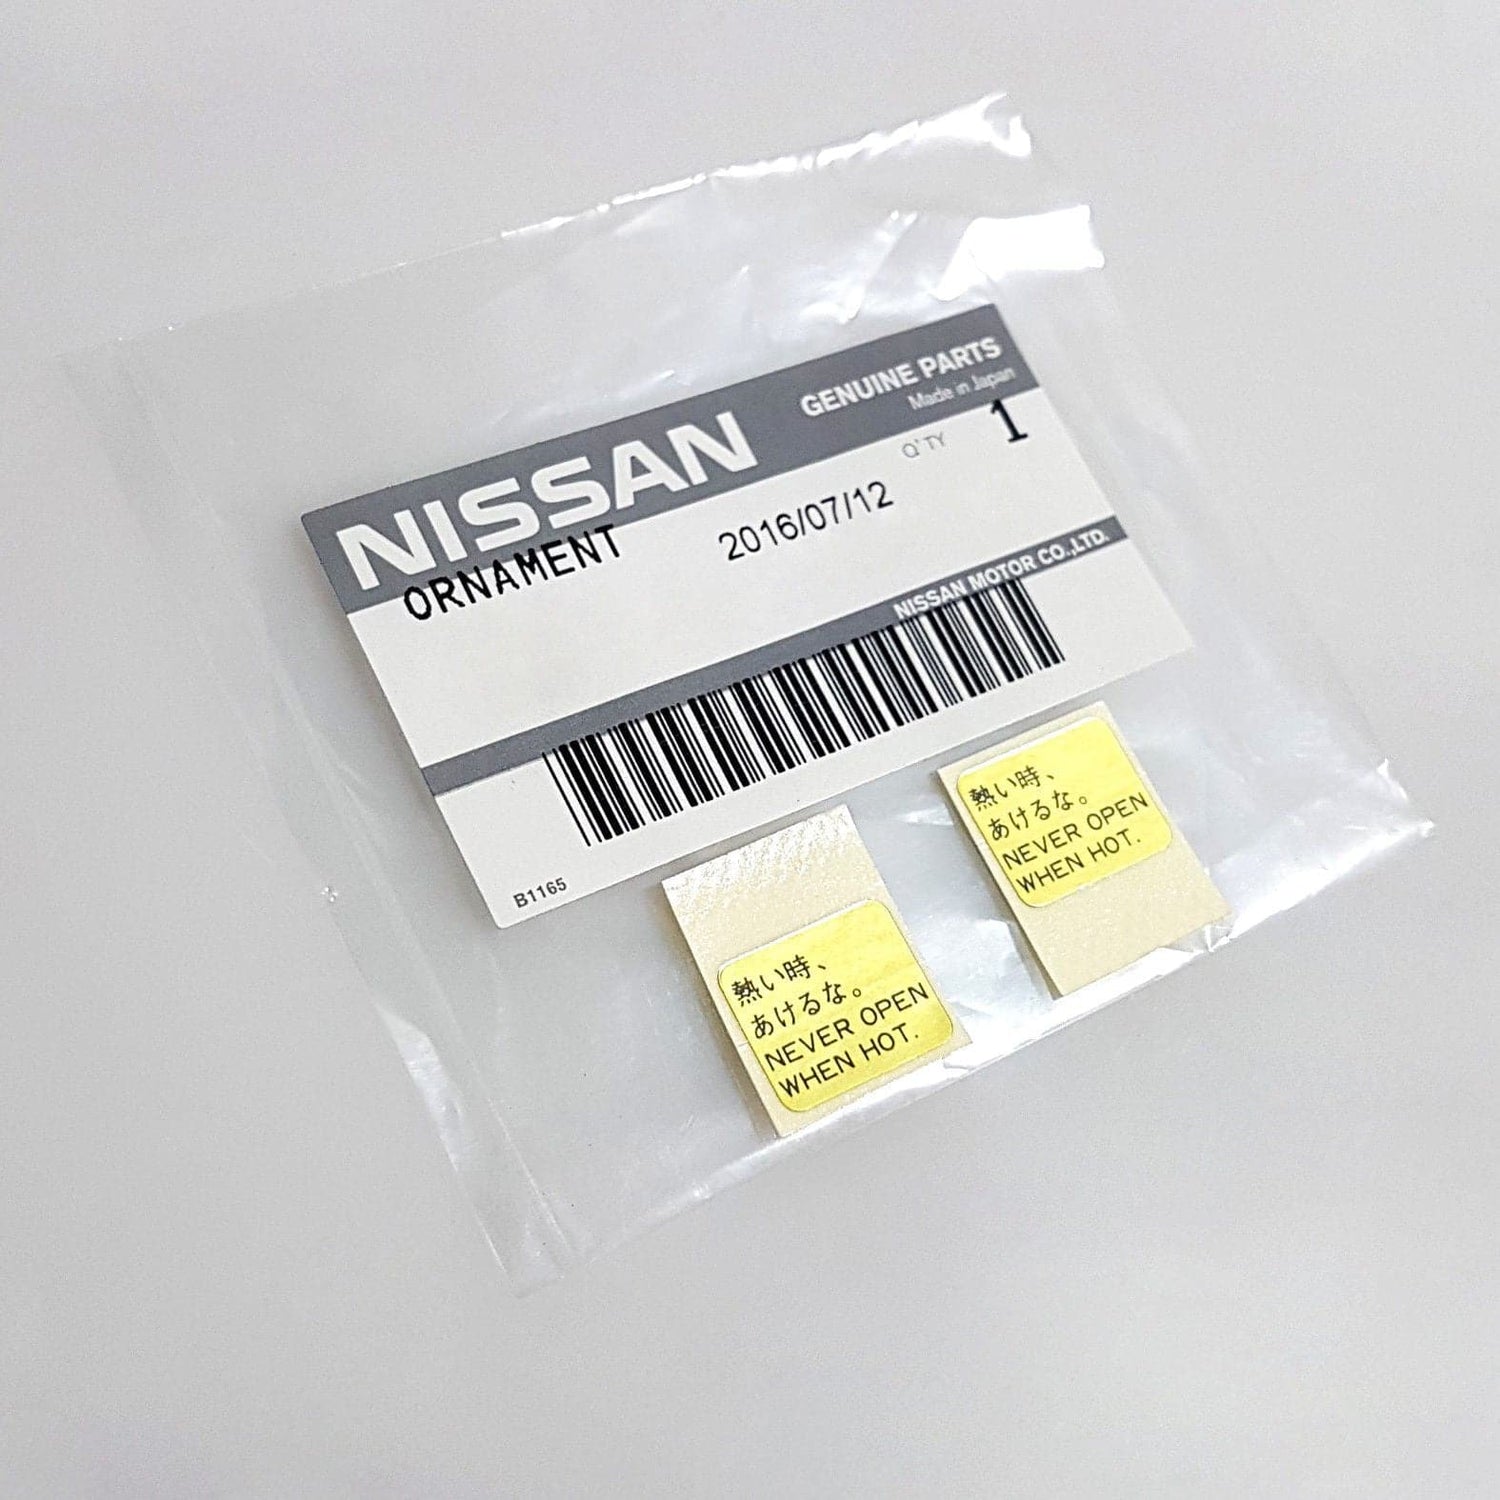 NISSAN
GENUINE PARTS
Made in Japan
Q'TY 1
ORNAMENT 2016/07/12
NISSAN MOTOR CO.,LTD.
B1165
熱い時、
あけるな。
NEVER OPEN
WHEN HOT.
熱い時、
あけるな。
NEVER OPEN
WHEN HOT.